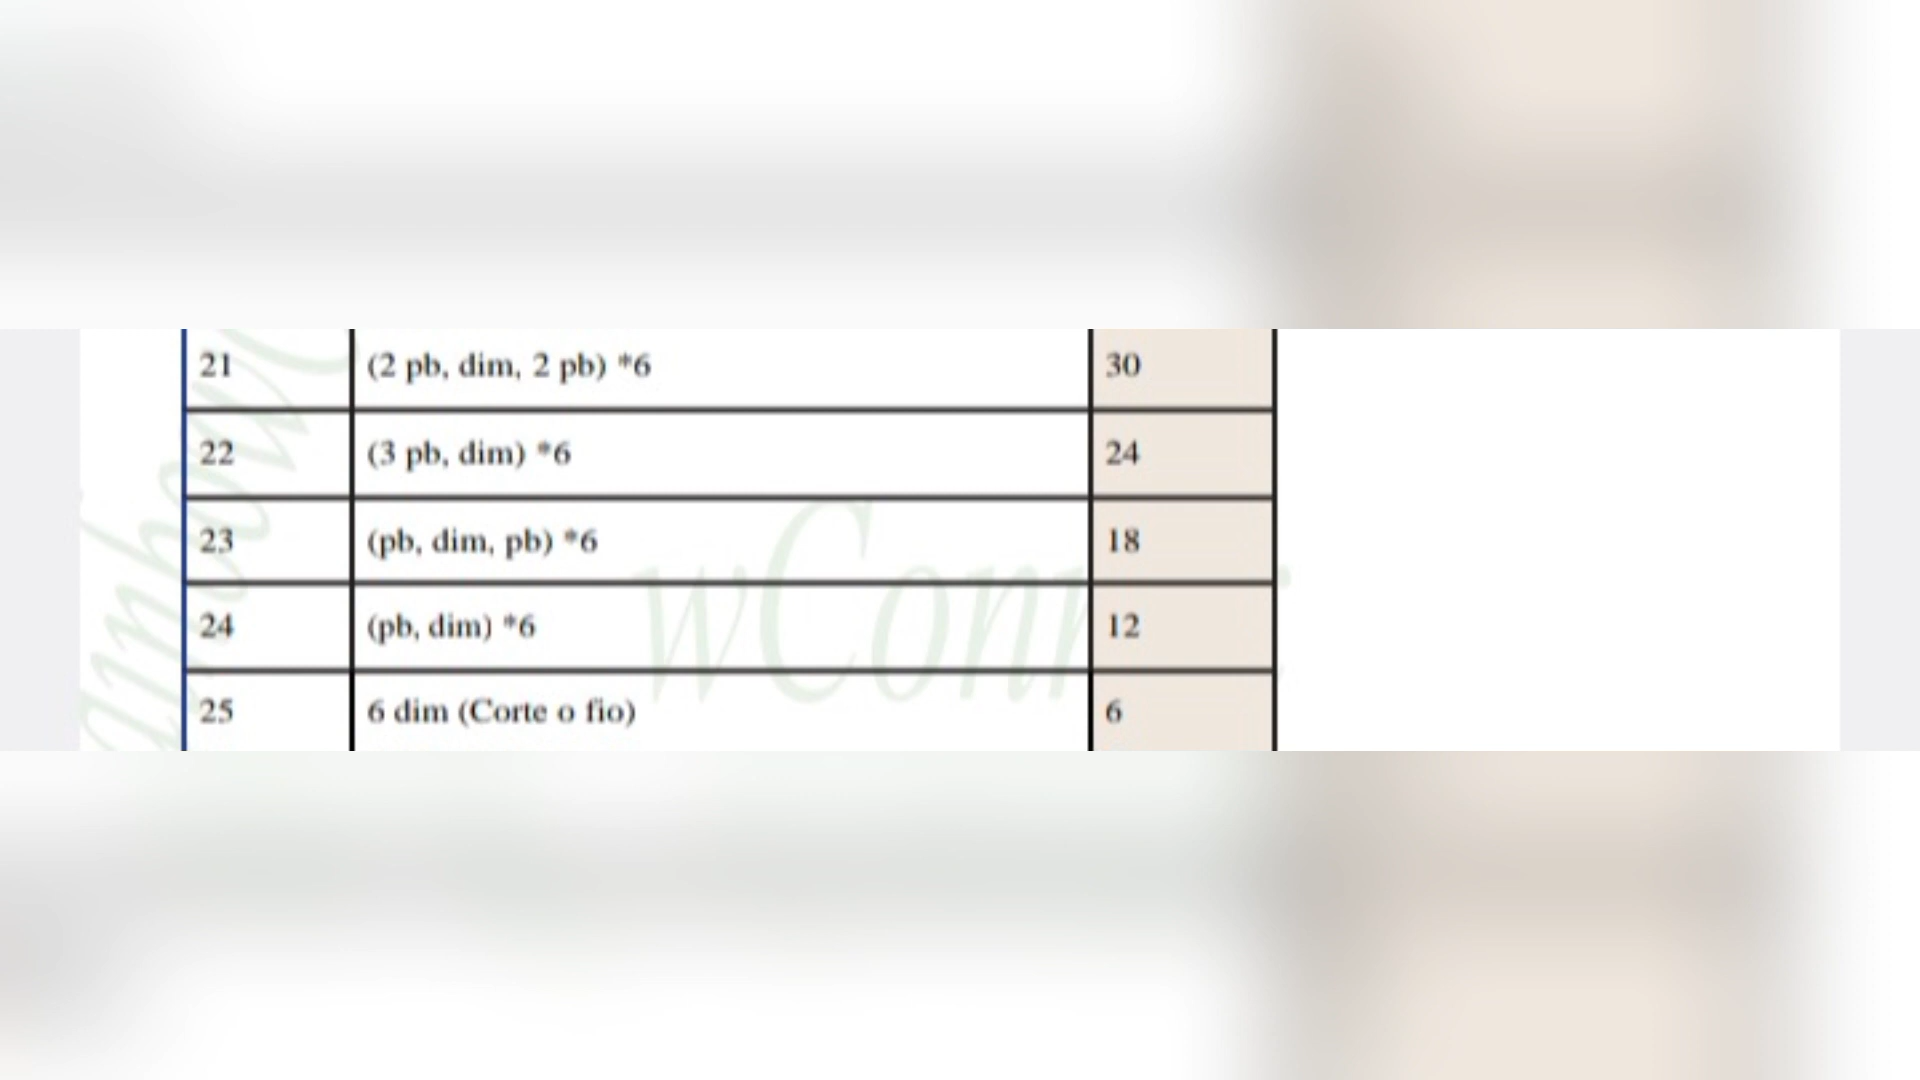 21 (2 pb, dim, 2 pb) *6 30
22 (3 pb, dim) *6 24
23 (pb, dim, pb) *6 18
24 (pb, dim) *6 12
25 6 dim (Corte o fio) 6